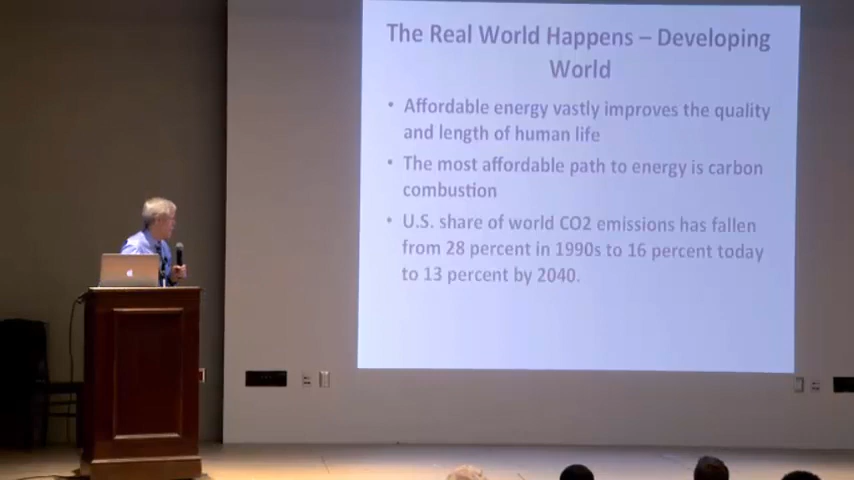 The Real World Happens – Developing
World
• Affordable energy vastly improves the quality
and length of human life
• The most affordable path to energy is carbon
combustion
• U.S. share of world CO2 emissions has fallen
from 28 percent in 1990s to 16 percent today
to 13 percent by 2040.